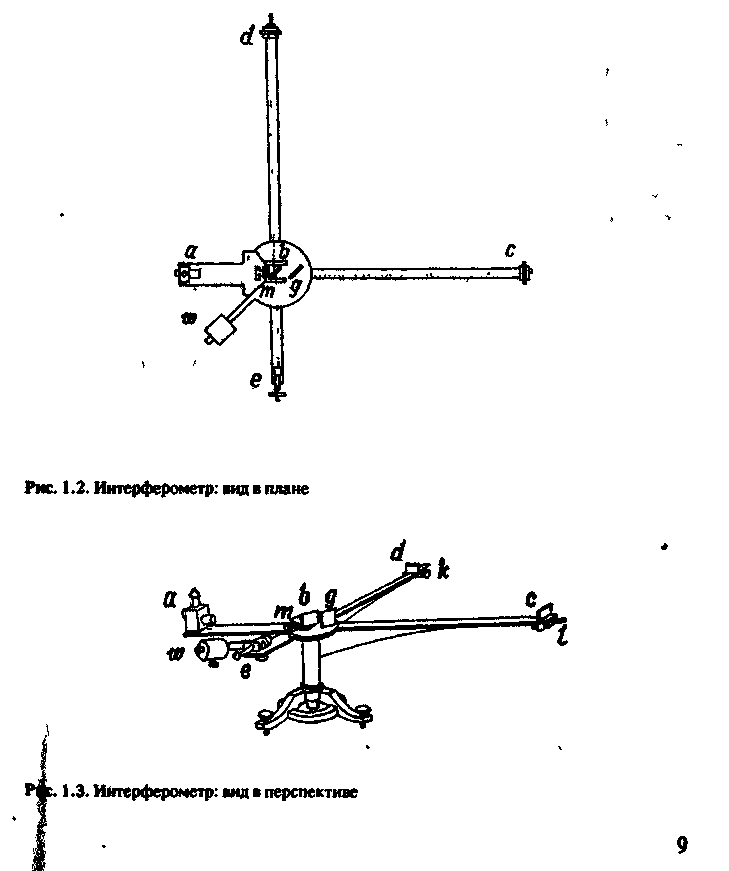 d
a b c
m g
w
e
Рис. 1.2. Интерферометр: вид в плане
d k
a b g c
m l
w e
Рис. 1.3. Интерферометр: вид в перспективе
9